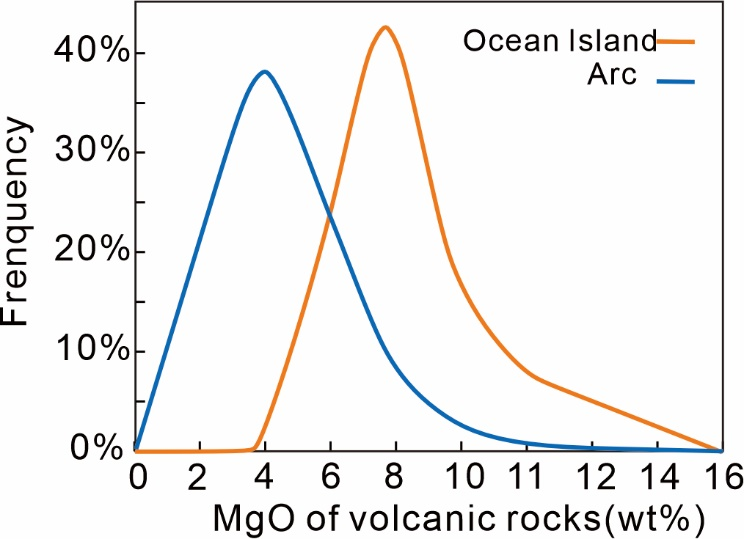 Ocean Island
Arc
Frenquency
40%
30%
20%
10%
0%
0 2 4 6 8 10 11 12 14 16
MgO of volcanic rocks(wt%)